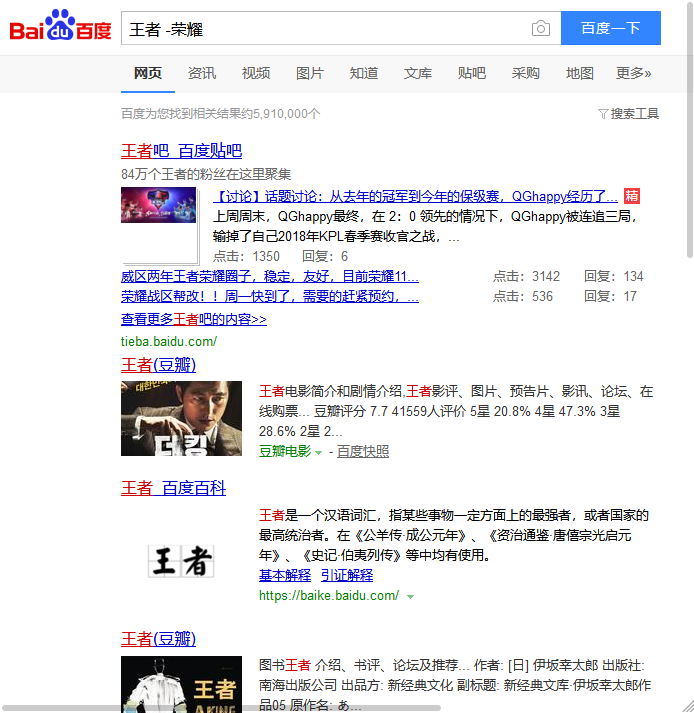 Bai du 百度
王者 -荣耀
百度一下
网页 资讯 视频 图片 知道 文库 贴吧 采购 地图 更多»
百度为您找到相关结果约5,910,000个 搜索工具
王者吧_百度贴吧
84万个王者的粉丝在这里聚集
【讨论】话题讨论：从去年的冠军到今年的保级赛，QGhappy经历了... 精
上周周末，QGhappy最终，在 2：0 领先的情况下，QGhappy被连追三局，
输掉了自己2018年KPL春季赛收官之战，...
点击：1350 回复：6
威区两年王者荣耀圈子，稳定，友好，目前荣耀11... 点击：3142 回复：134
荣耀战区帮改！！周一快到了，需要的赶紧预约，... 点击：536 回复：17
查看更多王者吧的内容>>
tieba.baidu.com/
王者(豆瓣)
대한민국
더킹
王者电影简介和剧情介绍,王者影评、图片、预告片、影讯、论坛、在
线购票... 豆瓣评分 7.7 41559人评价 5星 20.8% 4星 47.3% 3星
28.6% 2星 2...
豆瓣电影 - 百度快照
王者_百度百科
王者
王者是一个汉语词汇，指某些事物一定方面上的最强者，或者国家的
最高统治者。在《公羊传·成公元年》、《资治通鉴·唐僖宗光启元
年》、《史记·伯夷列传》等中均有使用。
基本解释 引证解释
https://baike.baidu.com/
王者(豆瓣)
王者
A KING
图书王者 介绍、书评、论坛及推荐... 作者: [日] 伊坂幸太郎 出版社:
南海出版公司 出品方: 新经典文化 副标题: 新经典文库·伊坂幸太郎作
品05 原作名: あ...